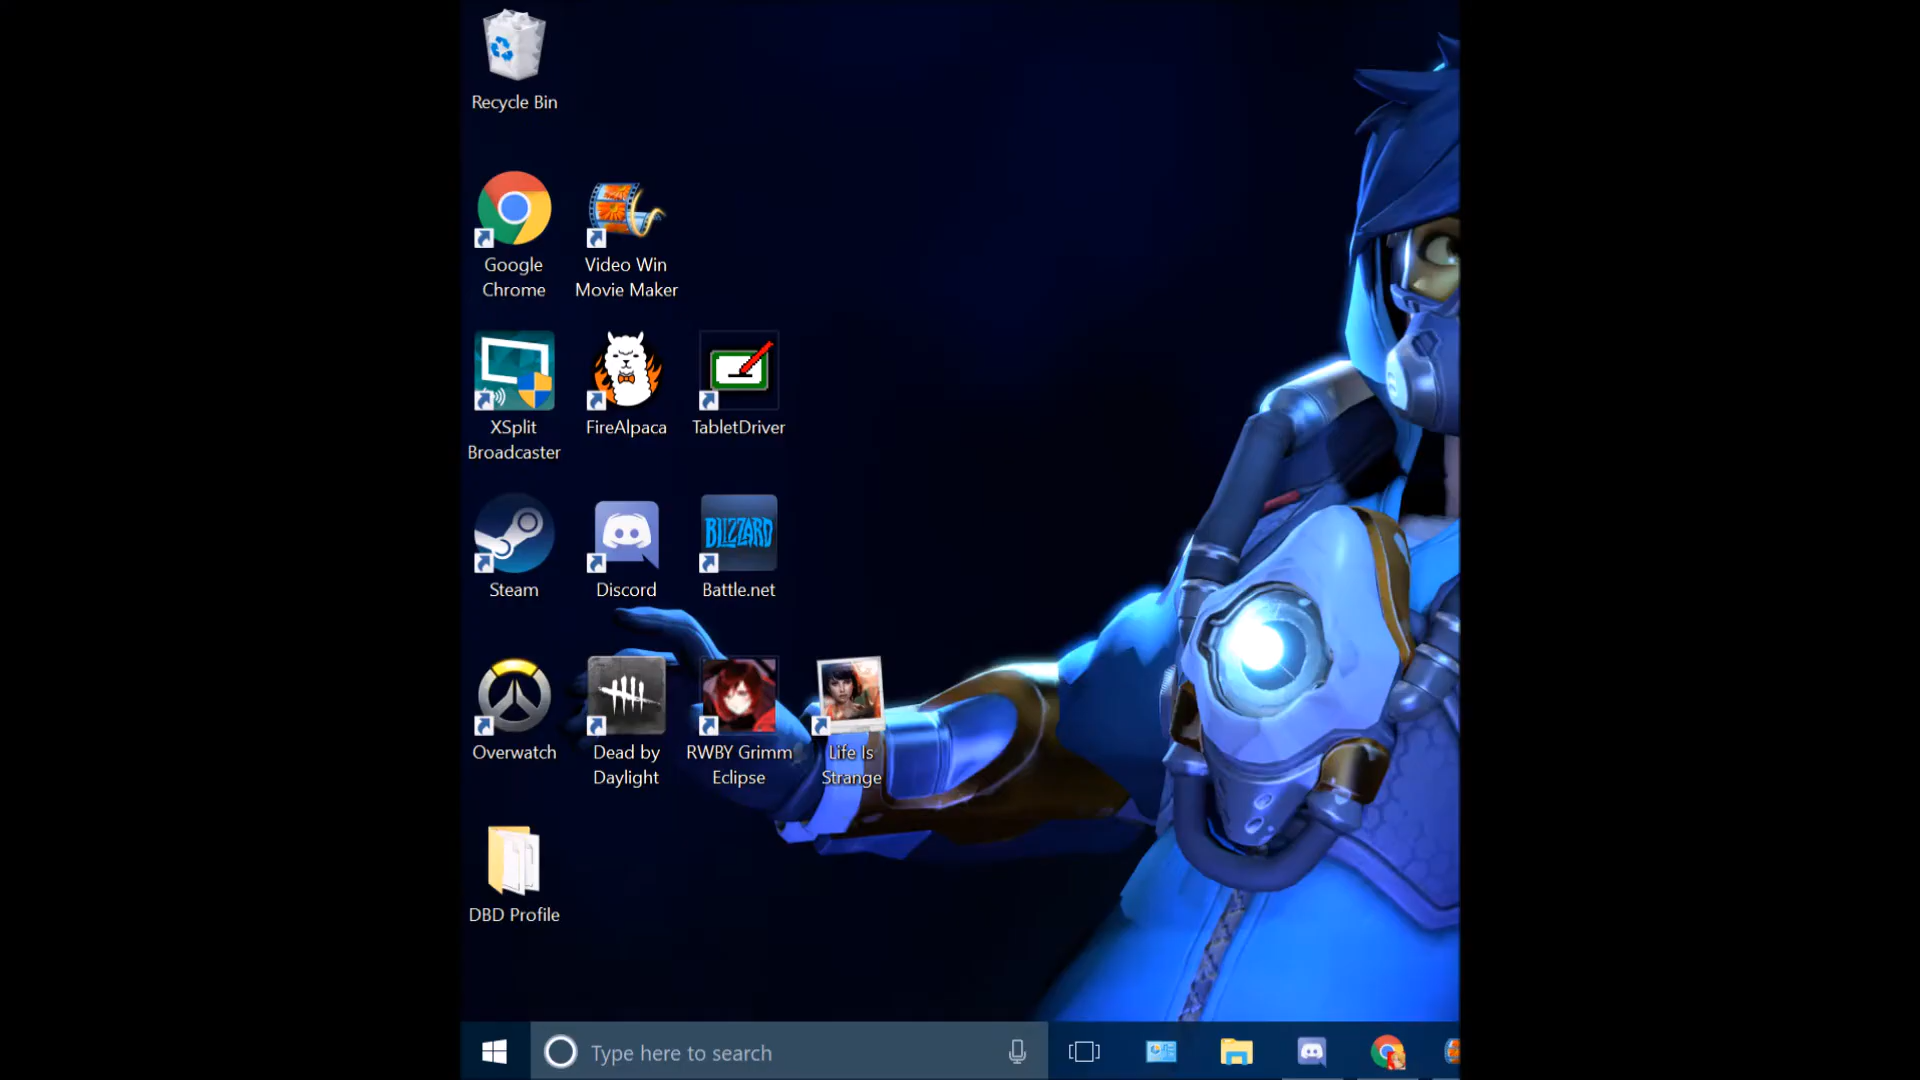 Recycle Bin
Google
Chrome
Video Win
Movie Maker
XSplit
Broadcaster
FireAlpaca
TabletDriver
Steam
Discord
BLIZZARD
Battle.net
Overwatch
Dead by
Daylight
RWBY Grimm
Eclipse
Life Is
Strange
DBD Profile
Type here to search